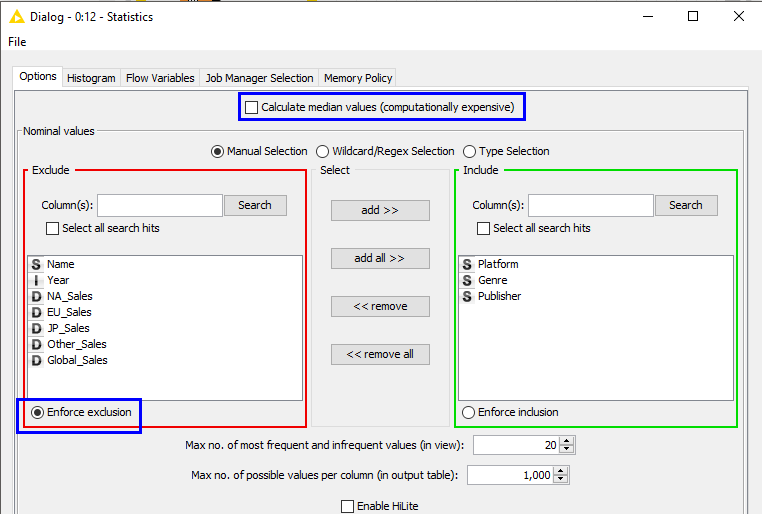 Dialog - 0:12 - Statistics
File
Options Histogram Flow Variables Job Manager Selection Memory Policy
Calculate median values (computationally expensive)
Nominal values
Manual Selection Wildcard/Regex Selection Type Selection
Exclude Select Include
Column(s): Search add >> Column(s): Search
Select all search hits Select all search hits
add all >>
S Name S Platform
I Year S Genre
D NA_Sales << remove S Publisher
D EU_Sales
D JP_Sales
D Other_Sales << remove all
D Global_Sales
Enforce exclusion Enforce inclusion
Max no. of most frequent and infrequent values (in view): 20
Max no. of possible values per column (in output table): 1,000
Enable HiLite